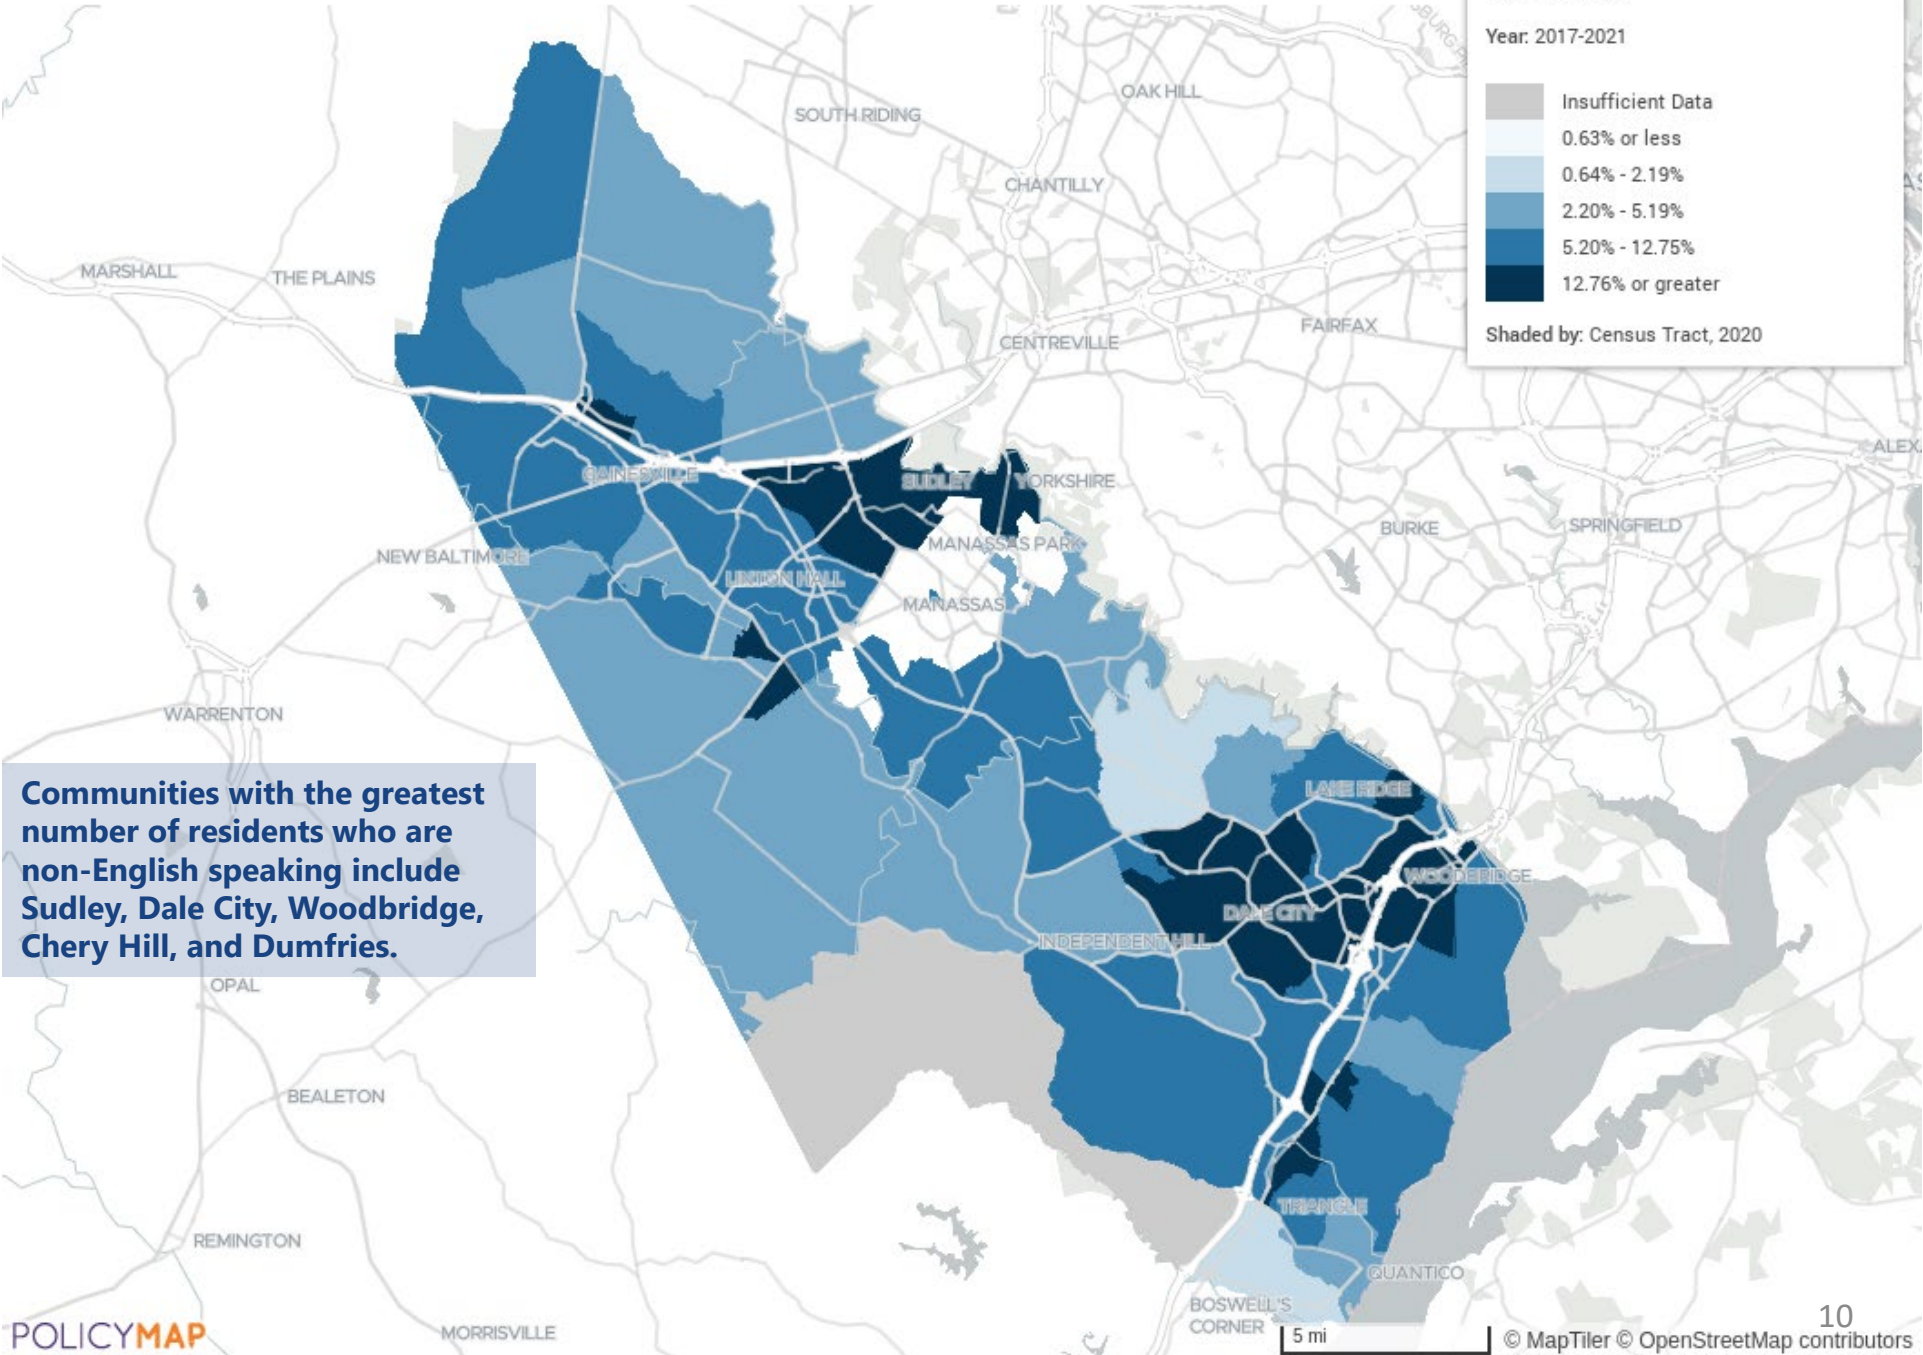 Year: 2017-2021
Insufficient Data
0.63% or less
0.64% - 2.19%
2.20% - 5.19%
5.20% - 12.75%
12.76% or greater
Shaded by: Census Tract, 2020
SOUTH RIDING
OAK HILL
CHANTILLY
MARSHALL
THE PLAINS
FAIRFAX
CENTREVILLE
ALEX
GAINESVILLE
SUDLEY
YORKSHIRE
BURKE
SPRINGFIELD
NEW BALTIMORE
MANASSAS PARK
LINTON HALL
MANASSAS
WARRENTON
Communities with the greatest
number of residents who are
non-English speaking include
Sudley, Dale City, Woodbridge,
Chery Hill, and Dumfries.
LAKE RIDGE
WOODBRIDGE
DALE CITY
INDEPENDENT HILL
OPAL
BEALETON
TRIANGLE
REMINGTON
QUANTICO
BOSWELL'S
CORNER
MORRISVILLE
POLICYMAP
5 mi
10
© MapTiler © OpenStreetMap contributors